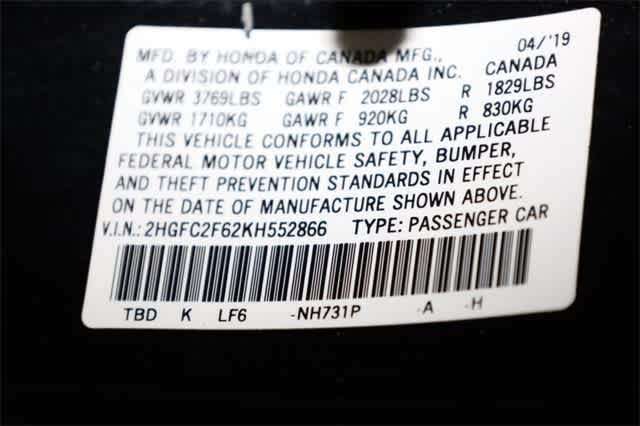 04/'19
MFD. BY HONDA OF CANADA MFG.,
A DIVISION OF HONDA CANADA INC. CANADA
GVWR 3769LBS GAWR F 2028LBS R 1829LBS
GVWR 1710KG GAWR F 920KG R 830KG
THIS VEHICLE CONFORMS TO ALL APPLICABLE
FEDERAL MOTOR VEHICLE SAFETY, BUMPER,
AND THEFT PREVENTION STANDARDS IN EFFECT
ON THE DATE OF MANUFACTURE SHOWN ABOVE.
V.I.N.: 2HGFC2F62KH552866 TYPE: PASSENGER CAR
TBD K LF6 -NH731P -A -H